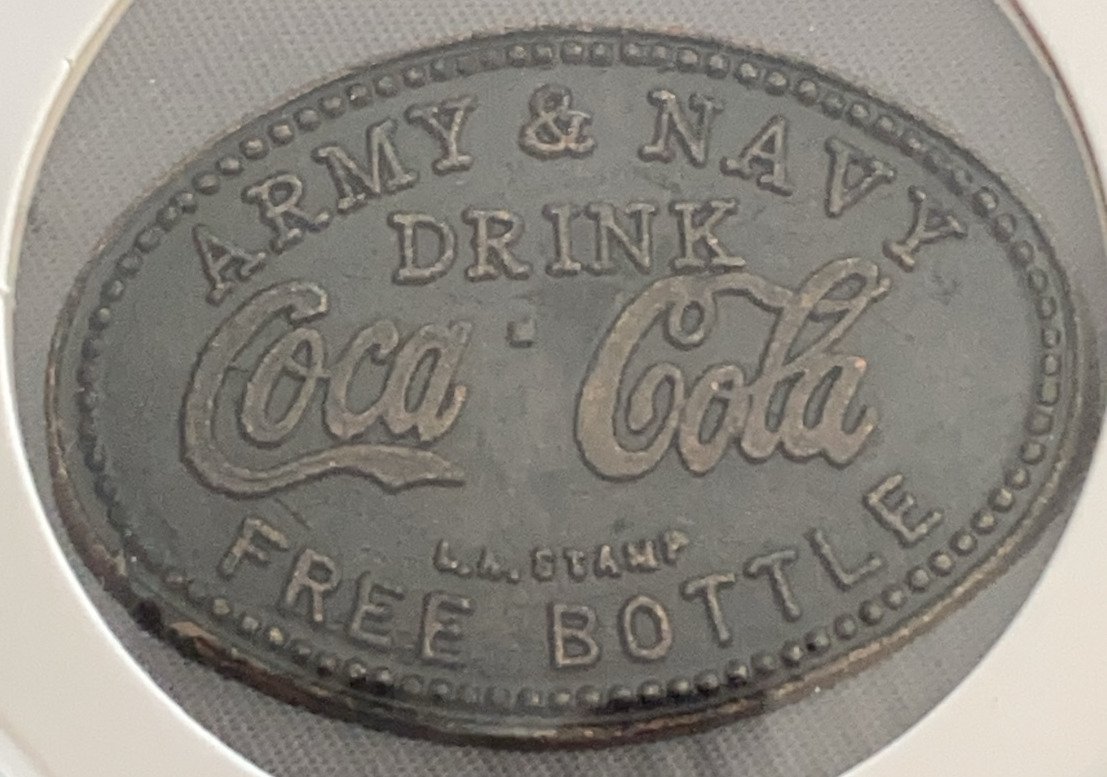 ARMY & NAVY
DRINK
Coca · Cola
L.A. STAMP
FREE BOTTLE